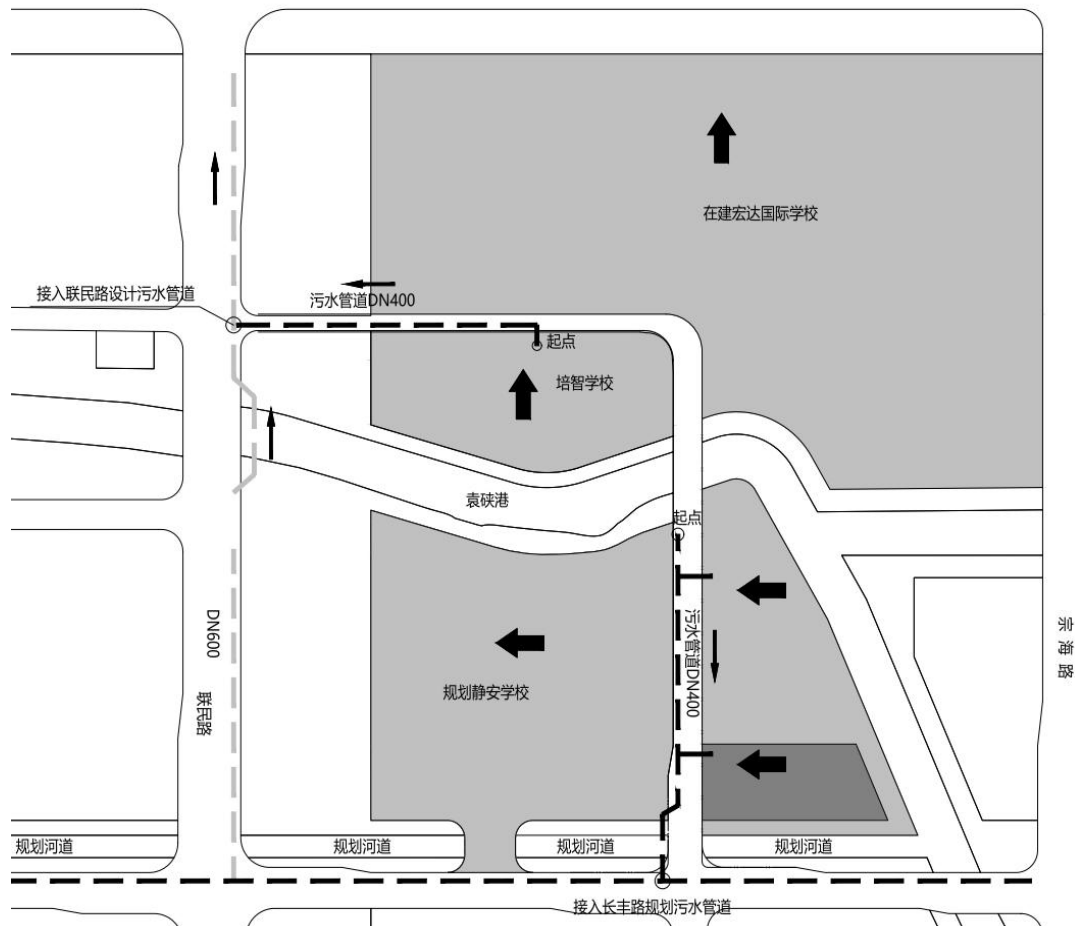 在建宏达国际学校
接入联民路设计污水管道
污水管道DN400
起点
培智学校
袁硖港
起点
污水管道DN400
DN600
联民路
规划静安学校
宗海路
规划河道
规划河道
规划河道
规划河道
接入长丰路规划污水管道